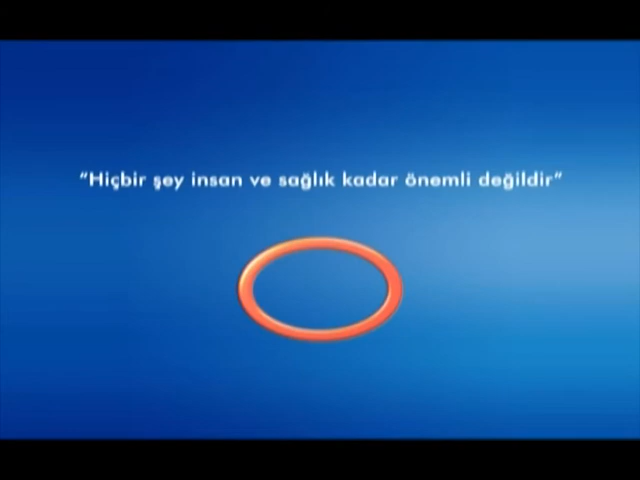 “Hiçbir şey insan ve sağlık kadar önemli değildir”